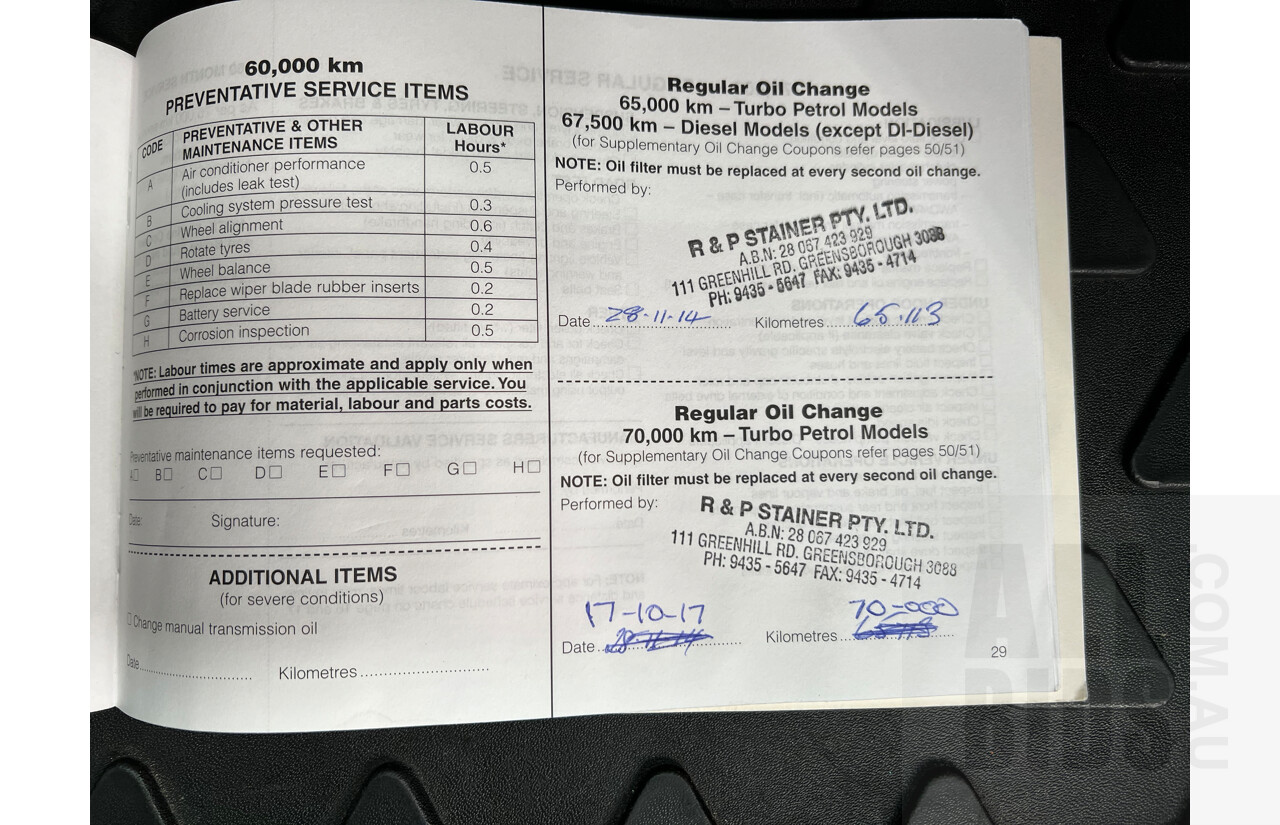 60,000 km
PREVENTATIVE SERVICE ITEMS
CODE PREVENTATIVE & OTHER MAINTENANCE ITEMS LABOUR Hours*
A Air conditioner performance (includes leak test) 0.5
B Cooling system pressure test 0.3
C Wheel alignment 0.6
D Rotate tyres 0.4
E Wheel balance 0.5
F Replace wiper blade rubber inserts 0.2
G Battery service 0.2
H Corrosion inspection 0.5
*NOTE: Labour times are approximate and apply only when
performed in conjunction with the applicable service. You
will be required to pay for material, labour and parts costs.
Preventative maintenance items requested:
B□ C□ D□ E□ F□ G□ H□
Date: Signature:
ADDITIONAL ITEMS
(for severe conditions)
□ Change manual transmission oil
Date.......... Kilometres..........
Regular Oil Change
65,000 km – Turbo Petrol Models
67,500 km – Diesel Models (except DI-Diesel)
(for Supplementary Oil Change Coupons refer pages 50/51)
NOTE: Oil filter must be replaced at every second oil change.
Performed by:
R & P STAINER PTY. LTD.
A.B.N: 28 067 423 929
111 GREENHILL RD. GREENSBOROUGH 3088
PH: 9435 - 5647 FAX: 9435 - 4714
Date 28-11-14 Kilometres 65.113
Regular Oil Change
70,000 km – Turbo Petrol Models
(for Supplementary Oil Change Coupons refer pages 50/51)
NOTE: Oil filter must be replaced at every second oil change.
Performed by:
R & P STAINER PTY. LTD.
A.B.N: 28 067 423 929
111 GREENHILL RD. GREENSBOROUGH 3088
PH: 9435 - 5647 FAX: 9435 - 4714
17-10-17 70-000
Date Kilometres
29
ALL BIDS .COM.AU